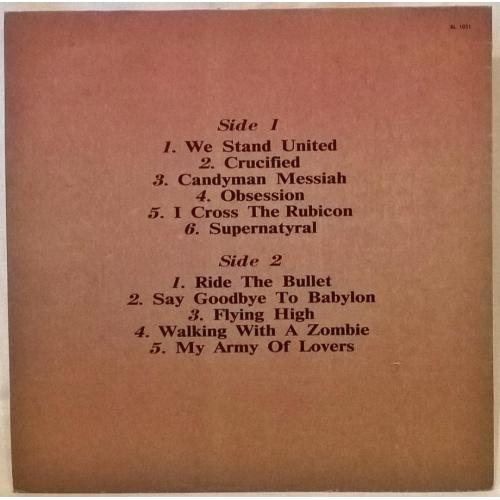 BL 1051
Side 1
1. We Stand United
2. Crucified
3. Candyman Messiah
4. Obsession
5. I Cross The Rubicon
6. Supernatyral
Side 2
1. Ride The Bullet
2. Say Goodbye To Babylon
3. Flying High
4. Walking With A Zombie
5. My Army Of Lovers